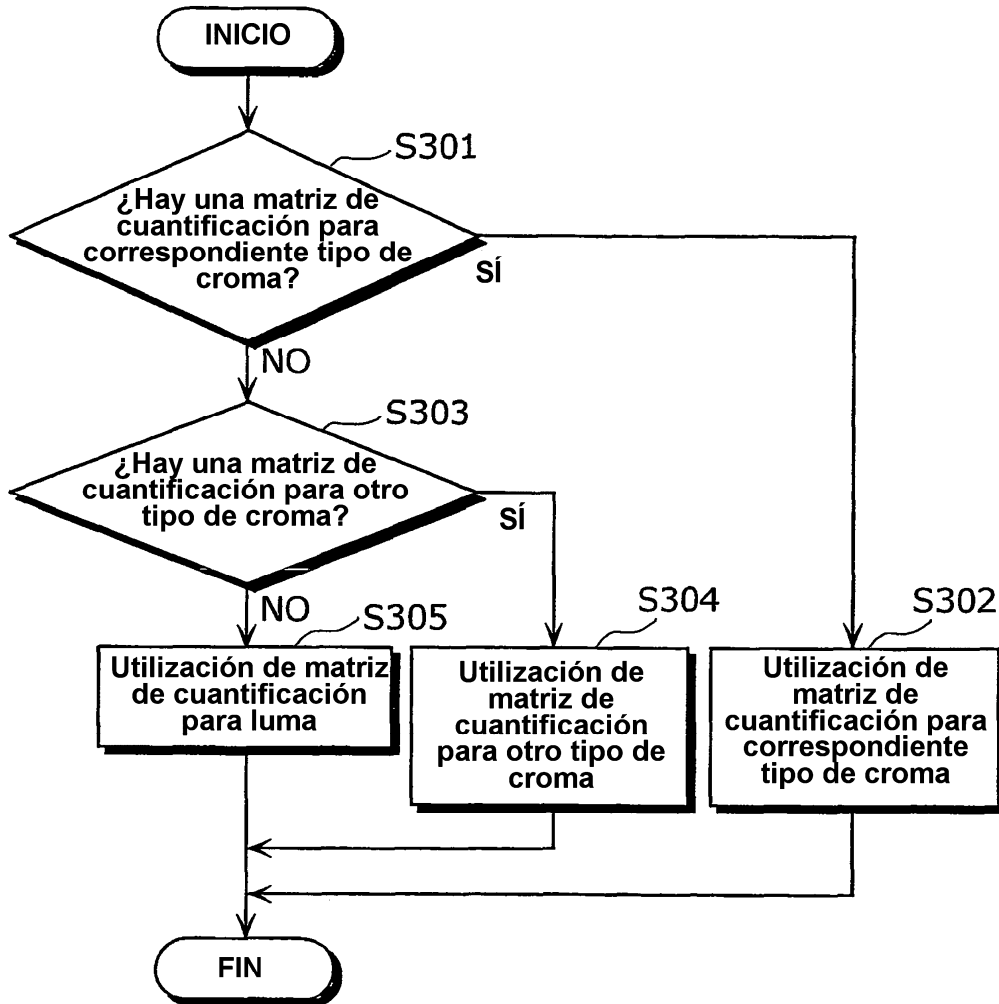 INICIO
S301
¿Hay una matriz de
cuantificación para
correspondiente tipo de
croma?
SÍ
NO
S303
¿Hay una matriz de
cuantificación para otro
tipo de croma?
SÍ
NO
S305
Utilización de matriz
de cuantificación
para luma
S304
Utilización de
matriz de
cuantificación
para otro tipo de
croma
S302
Utilización de
matriz de
cuantificación para
correspondiente
tipo de croma
FIN